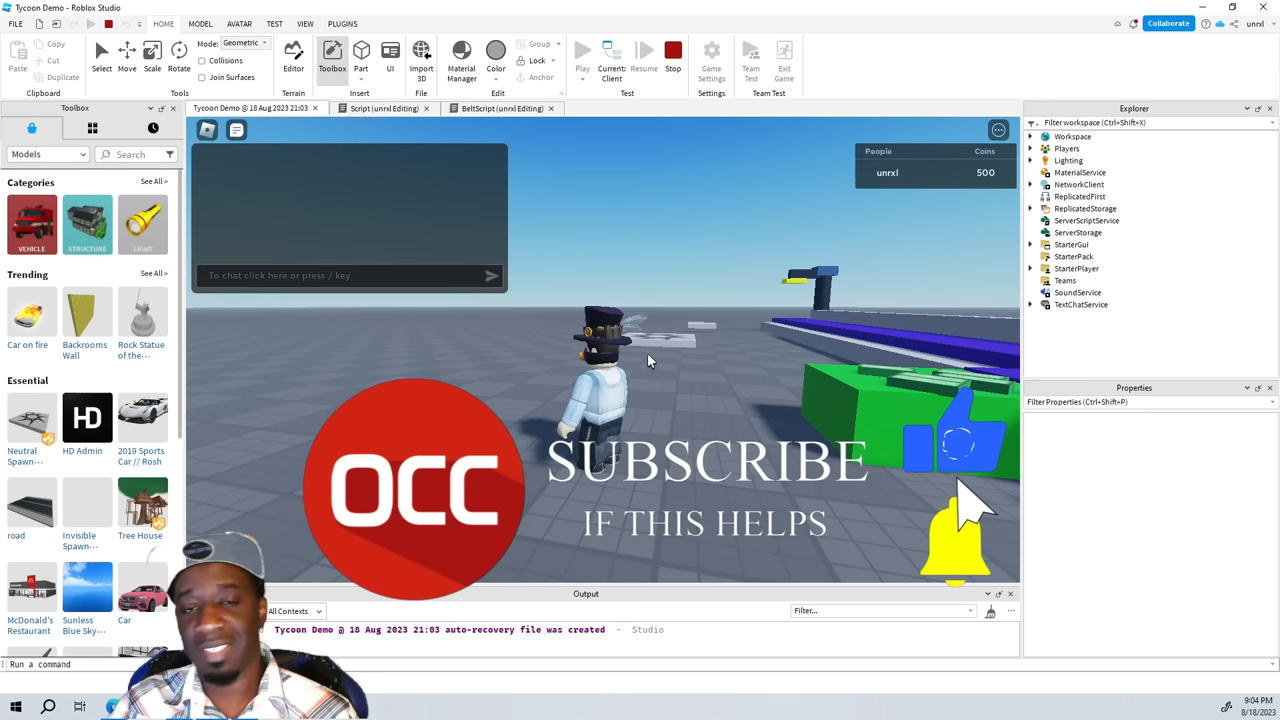 Tycoon Demo - Roblox Studio
FILE HOME MODEL AVATAR TEST VIEW PLUGINS Collaborate unrxl
Paste Copy Cut Duplicate Select Move Scale Rotate Mode: Geometric Collisions Join Surfaces Editor Toolbox Part UI Import 3D Material Manager Color Group Lock Anchor Play Current: Client Resume Stop Game Settings Team Test Exit Game
Clipboard Tools Terrain Insert File Edit Test Settings Team Test
Toolbox
Tycoon Demo @ 18 Aug 2023 21:03 Script (unrxl Editing) BeltScript (unrxl Editing)
Models Search
Categories See All >
VEHICLE STRUCTURE LIGHT
Trending See All >
Car on fire Backrooms Wall Rock Statue of the...
Essential See All >
HD
Neutral Spawn... HD Admin 2019 Sports Car // Rosh
road Invisible Spawn... Tree House
McDonald's Restaurant Sunless Blue Sky... Car
To chat click here or press / key
People Coins
unrxl 500
OCC
SUBSCRIBE
IF THIS HELPS
Explorer
Filter workspace (Ctrl+Shift+X)
Workspace
Players
Lighting
MaterialService
NetworkClient
ReplicatedFirst
ReplicatedStorage
ServerScriptService
ServerStorage
StarterGui
StarterPack
StarterPlayer
Teams
SoundService
TextChatService
Properties
Filter Properties (Ctrl+Shift+P)
Output
All Contexts Filter...
Tycoon Demo @ 18 Aug 2023 21:03 auto-recovery file was created - Studio
Run a command
9:04 PM
8/18/2023